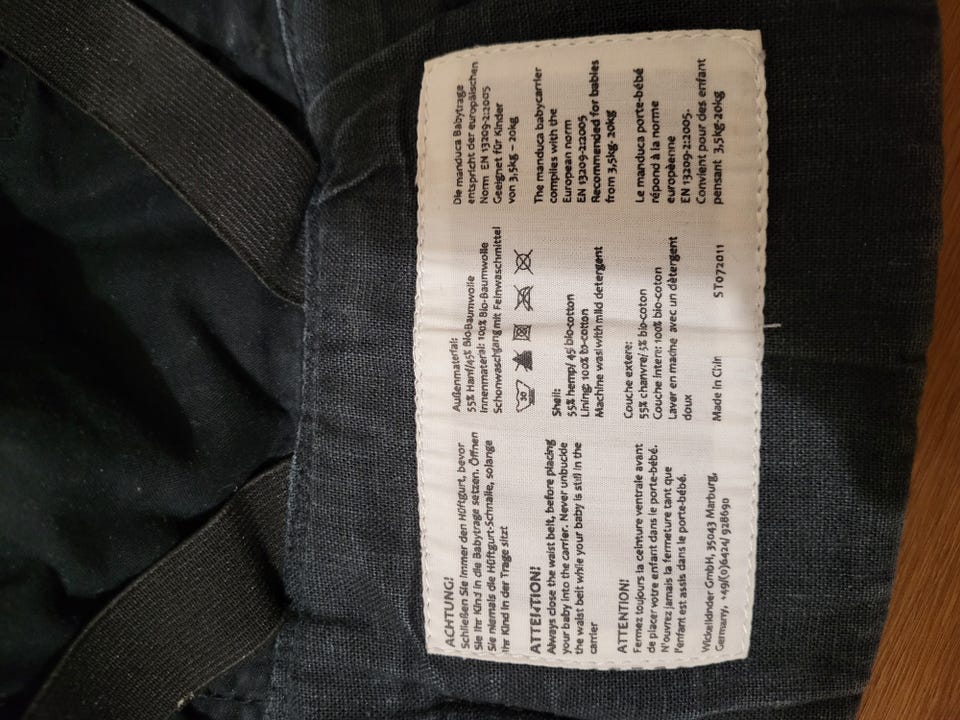 ACHTUNG!
Schließen Sie immer den Hüftgurt, bevor
Sie Ihr Kind in die Babytrage setzen. Öffnen
Sie niemals die Hüftgurt-Schnalle, solange
Ihr Kind in der Trage sitzt
ATTENTION!
Always close the waist belt, before placing
your baby into the carrier. Never unbuckle
the waist belt while your baby is still in the
carrier
ATTENTION!
Fermez toujours la ceinture ventrale avant
de placer votre enfant dans le porte-bébé.
N'ouvrez jamais la fermeture tant que
l'enfant est assis dans le porte-bébé.
Wickelkinder GmbH, 35043 Marburg,
Germany, +49/(0)6424/ 928690
Außenmaterial:
55% Hanf/45% Bio-Baumwolle
Innenmaterial: 100% Bio-Baumwolle
Schonwaschgang mit Feinwaschmittel
30
Shell:
55% hemp/ 45% bio-cotton
Lining: 100% bio-cotton
Machine wash with mild detergent
Couche extere:
55% chanvre/ 5% bio-coton
Couche intern: 100% bio-coton
Laver en machine avec un détergent
doux
Made in China ST072011
Die manduca Babytrage
entspricht der europäischen
Norm EN 13209-2:2005
Geeignet für Kinder
von 3,5kg – 20kg
The manduca babycarrier
complies with the
European norm
EN 13209-2:2005
Recommended for babies
from 3,5kg- 20kg
Le manduca porte-bébé
répond à la norme
européenne
EN 13209-2:2005.
Convient pour des enfant
pensant 3,5kg-20kg